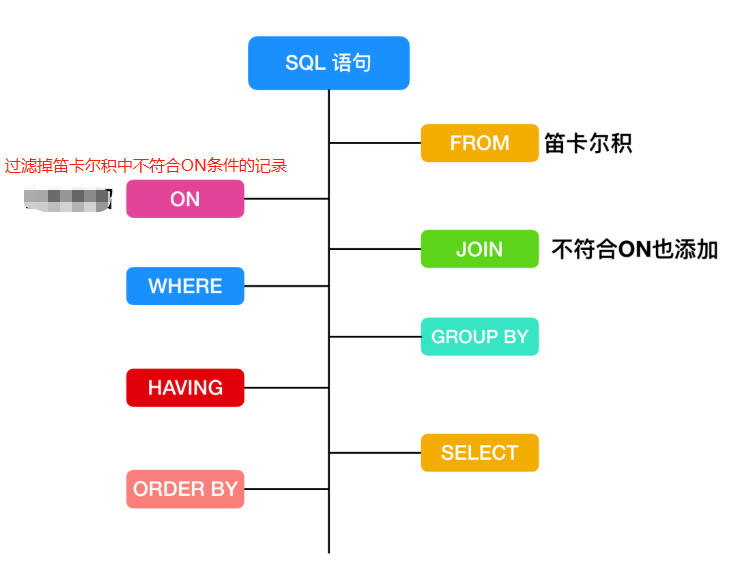 SQL 语句
FROM 笛卡尔积
过滤掉笛卡尔积中不符合ON条件的记录
ON
JOIN 不符合ON也添加
WHERE
GROUP BY
HAVING
SELECT
ORDER BY